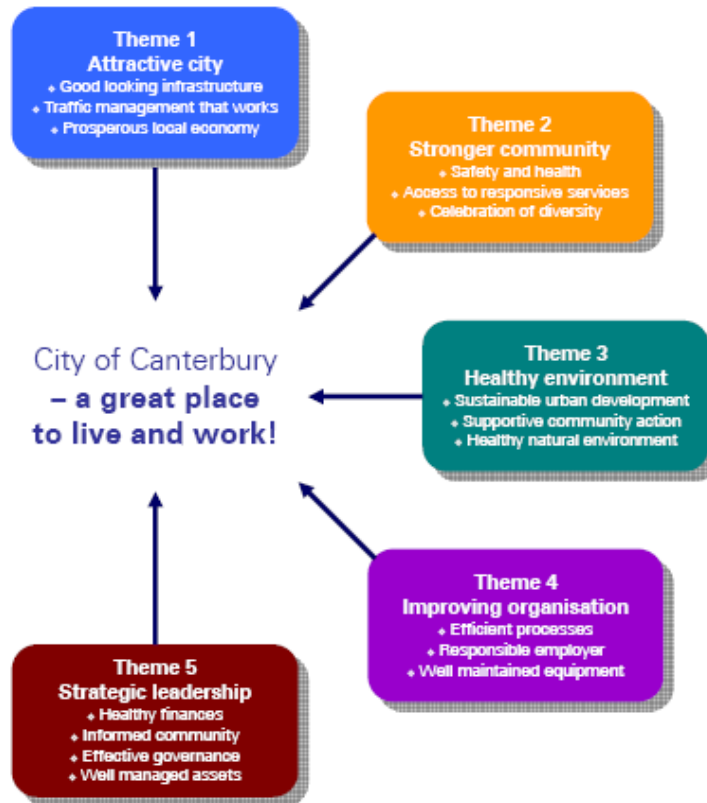 Theme 1
Attractive city
◆ Good looking infrastructure
◆ Traffic management that works
◆ Prosperous local economy
Theme 2
Stronger community
◆ Safety and health
◆ Access to responsive services
◆ Celebration of diversity
City of Canterbury
– a great place
to live and work!
Theme 3
Healthy environment
◆ Sustainable urban development
◆ Supportive community action
◆ Healthy natural environment
Theme 4
Improving organisation
◆ Efficient processes
◆ Responsible employer
◆ Well maintained equipment
Theme 5
Strategic leadership
◆ Healthy finances
◆ Informed community
◆ Effective governance
◆ Well managed assets